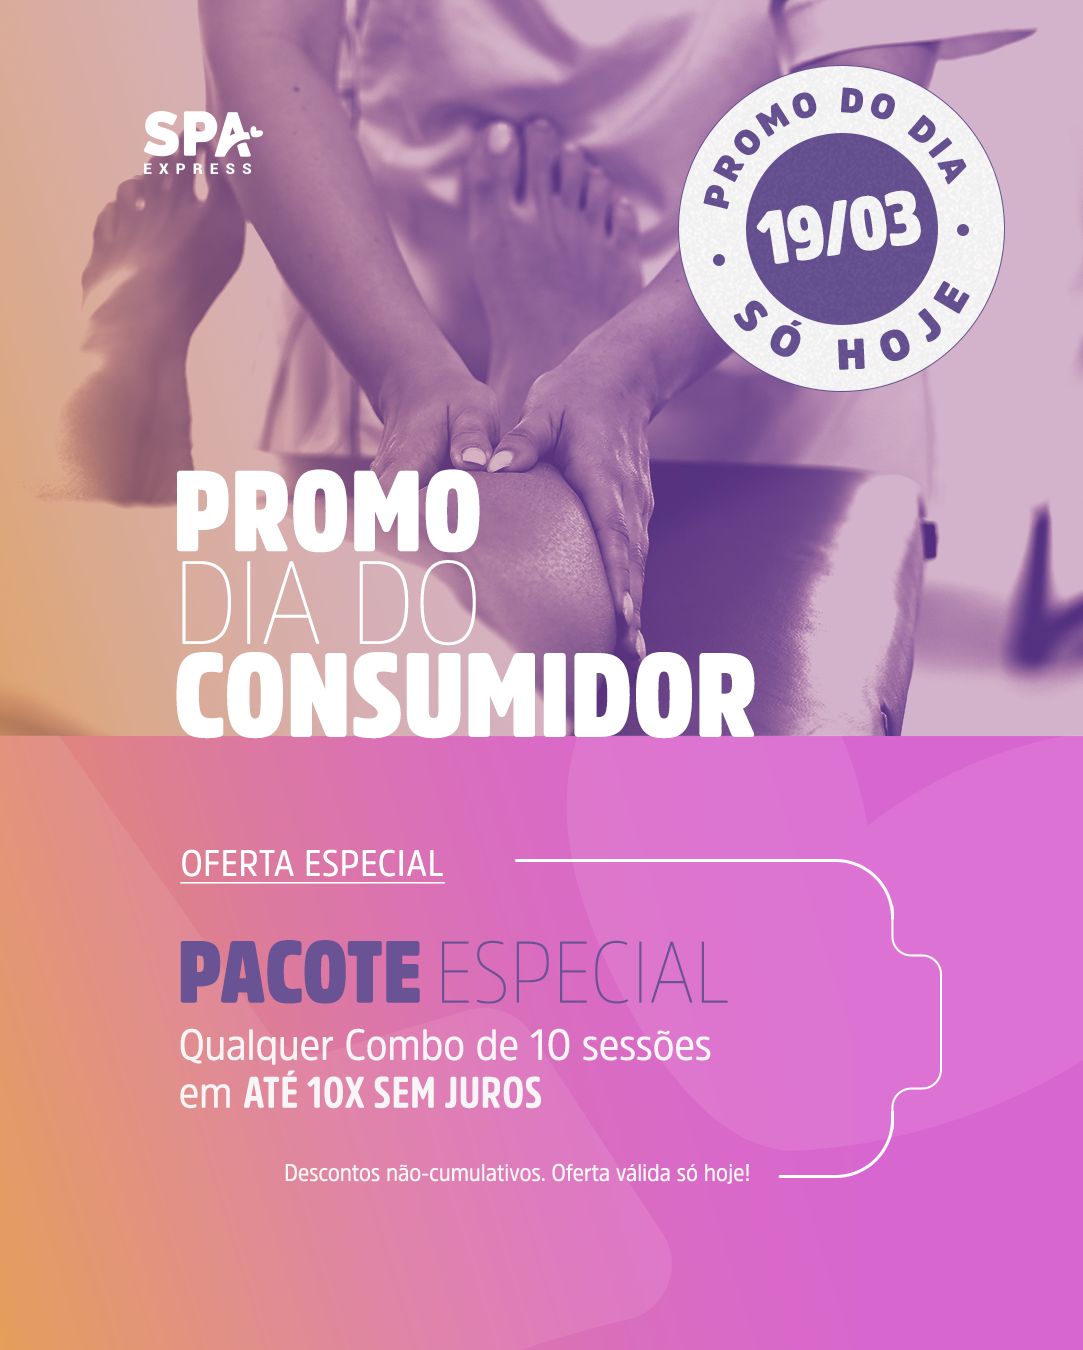 SPA
EXPRESS
PROMO DO DIA
19/03
SÓ HOJE
PROMO
DIA DO
CONSUMIDOR
OFERTA ESPECIAL
PACOTE ESPECIAL
Qualquer Combo de 10 sessões
em ATÉ 10X SEM JUROS
Descontos não-cumulativos. Oferta válida só hoje!